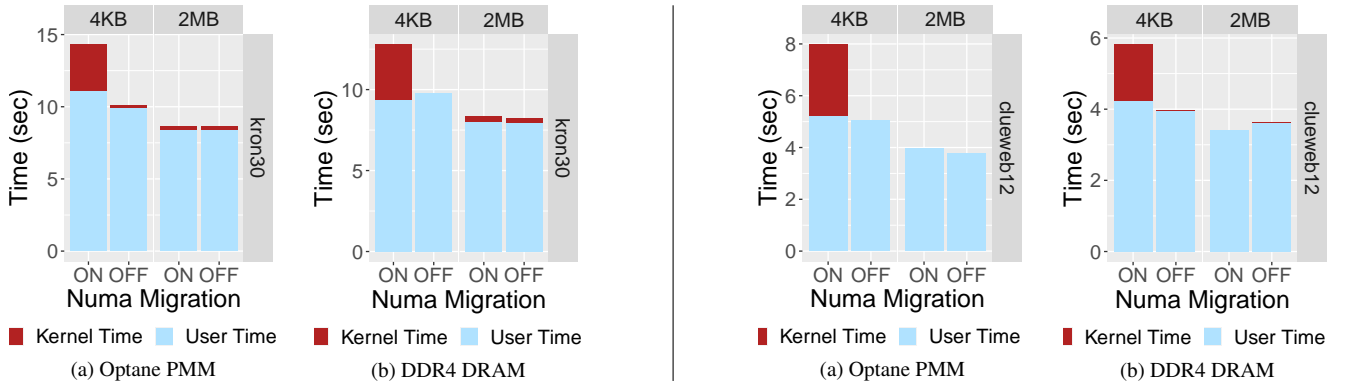 4KB 2MB
15
10
5
0
Time (sec)
kron30
ON OFF ON OFF
Numa Migration
Kernel Time User Time
(a) Optane PMM
4KB 2MB
10
5
0
Time (sec)
kron30
ON OFF ON OFF
Numa Migration
Kernel Time User Time
(b) DDR4 DRAM
4KB 2MB
8
6
4
2
0
Time (sec)
clueweb12
ON OFF ON OFF
Numa Migration
Kernel Time User Time
(a) Optane PMM
4KB 2MB
6
4
2
0
Time (sec)
clueweb12
ON OFF ON OFF
Numa Migration
Kernel Time User Time
(b) DDR4 DRAM